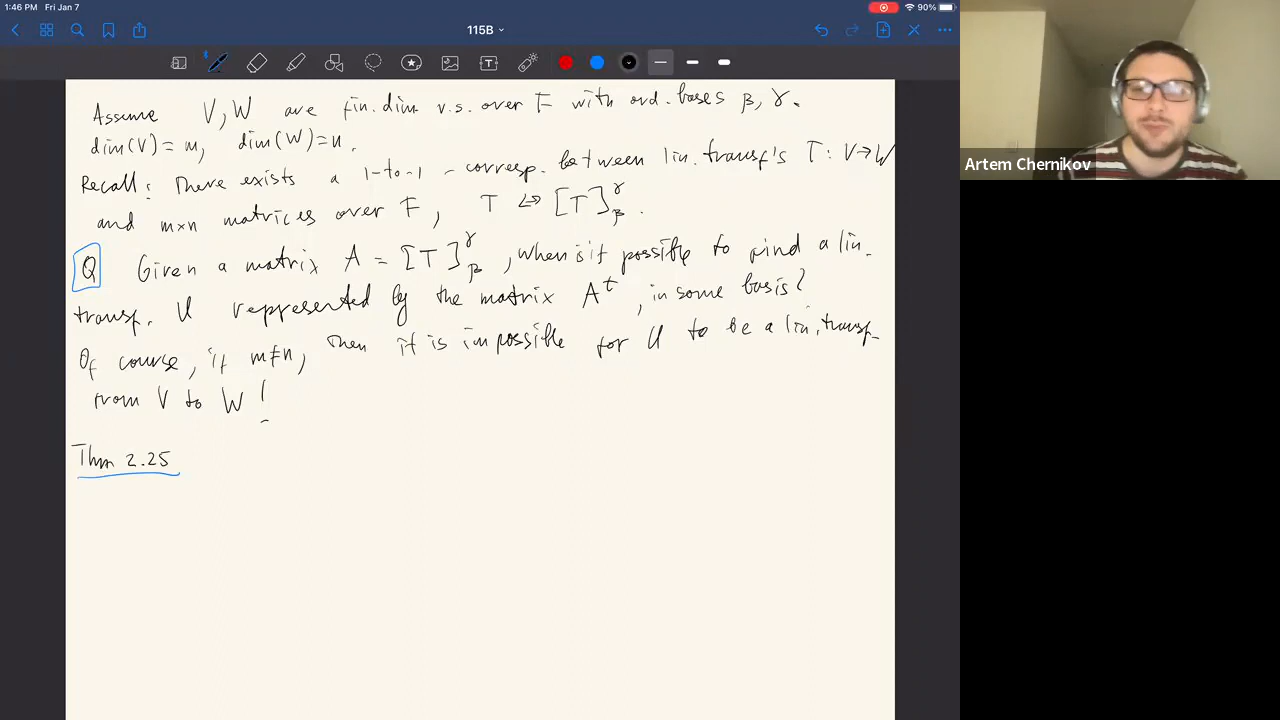 1:46 PM Fri Jan 7
90%
115B
Assume V, W are fin. dim v.s. over F with ord. bases β, γ.
dim(V) = m, dim(W) = n.
Recall: There exists a 1-to-1 - corresp. between lin. transf's T: V→W
and m×n matrices over F, T ↔ [T]_β^γ.
Q Given a matrix A = [T]_β^γ, when is it possible to find a lin.
transf. U represented by the matrix A^t, in some basis?
Of course, if m≠n, then it is impossible for U to be a lin. transf.
from V to W!
Thm 2.25
Artem Chernikov